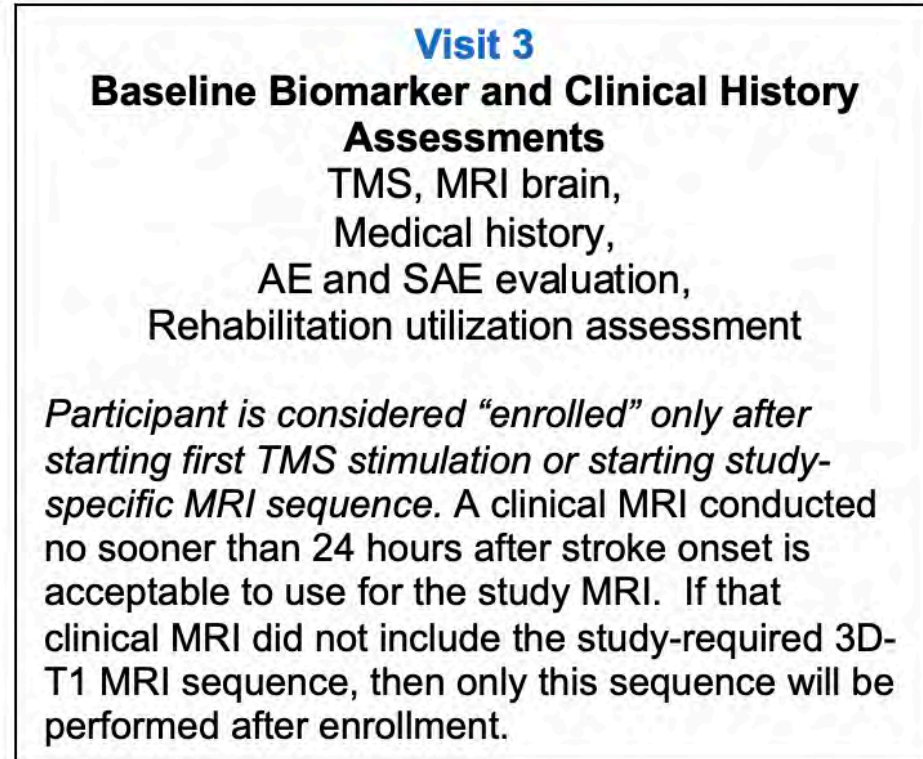 Visit 3
Baseline Biomarker and Clinical History
Assessments
TMS, MRI brain,
Medical history,
AE and SAE evaluation,
Rehabilitation utilization assessment
Participant is considered “enrolled” only after
starting first TMS stimulation or starting study-
specific MRI sequence. A clinical MRI conducted
no sooner than 24 hours after stroke onset is
acceptable to use for the study MRI.  If that
clinical MRI did not include the study-required 3D-
T1 MRI sequence, then only this sequence will be
performed after enrollment.